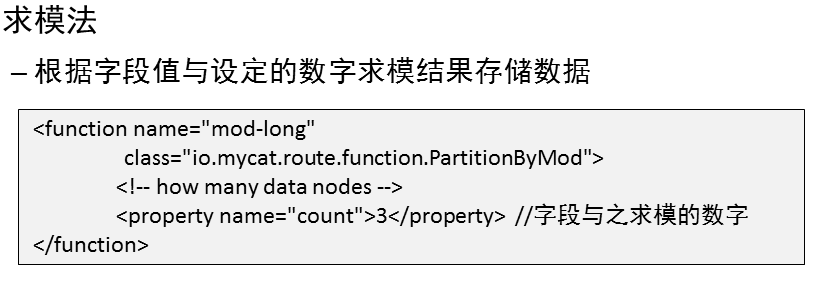 求模法
– 根据字段值与设定的数字求模结果存储数据
<function name="mod-long"
class="io.mycat.route.function.PartitionByMod">
<!-- how many data nodes -->
<property name="count">3</property> //字段与之求模的数字
</function>